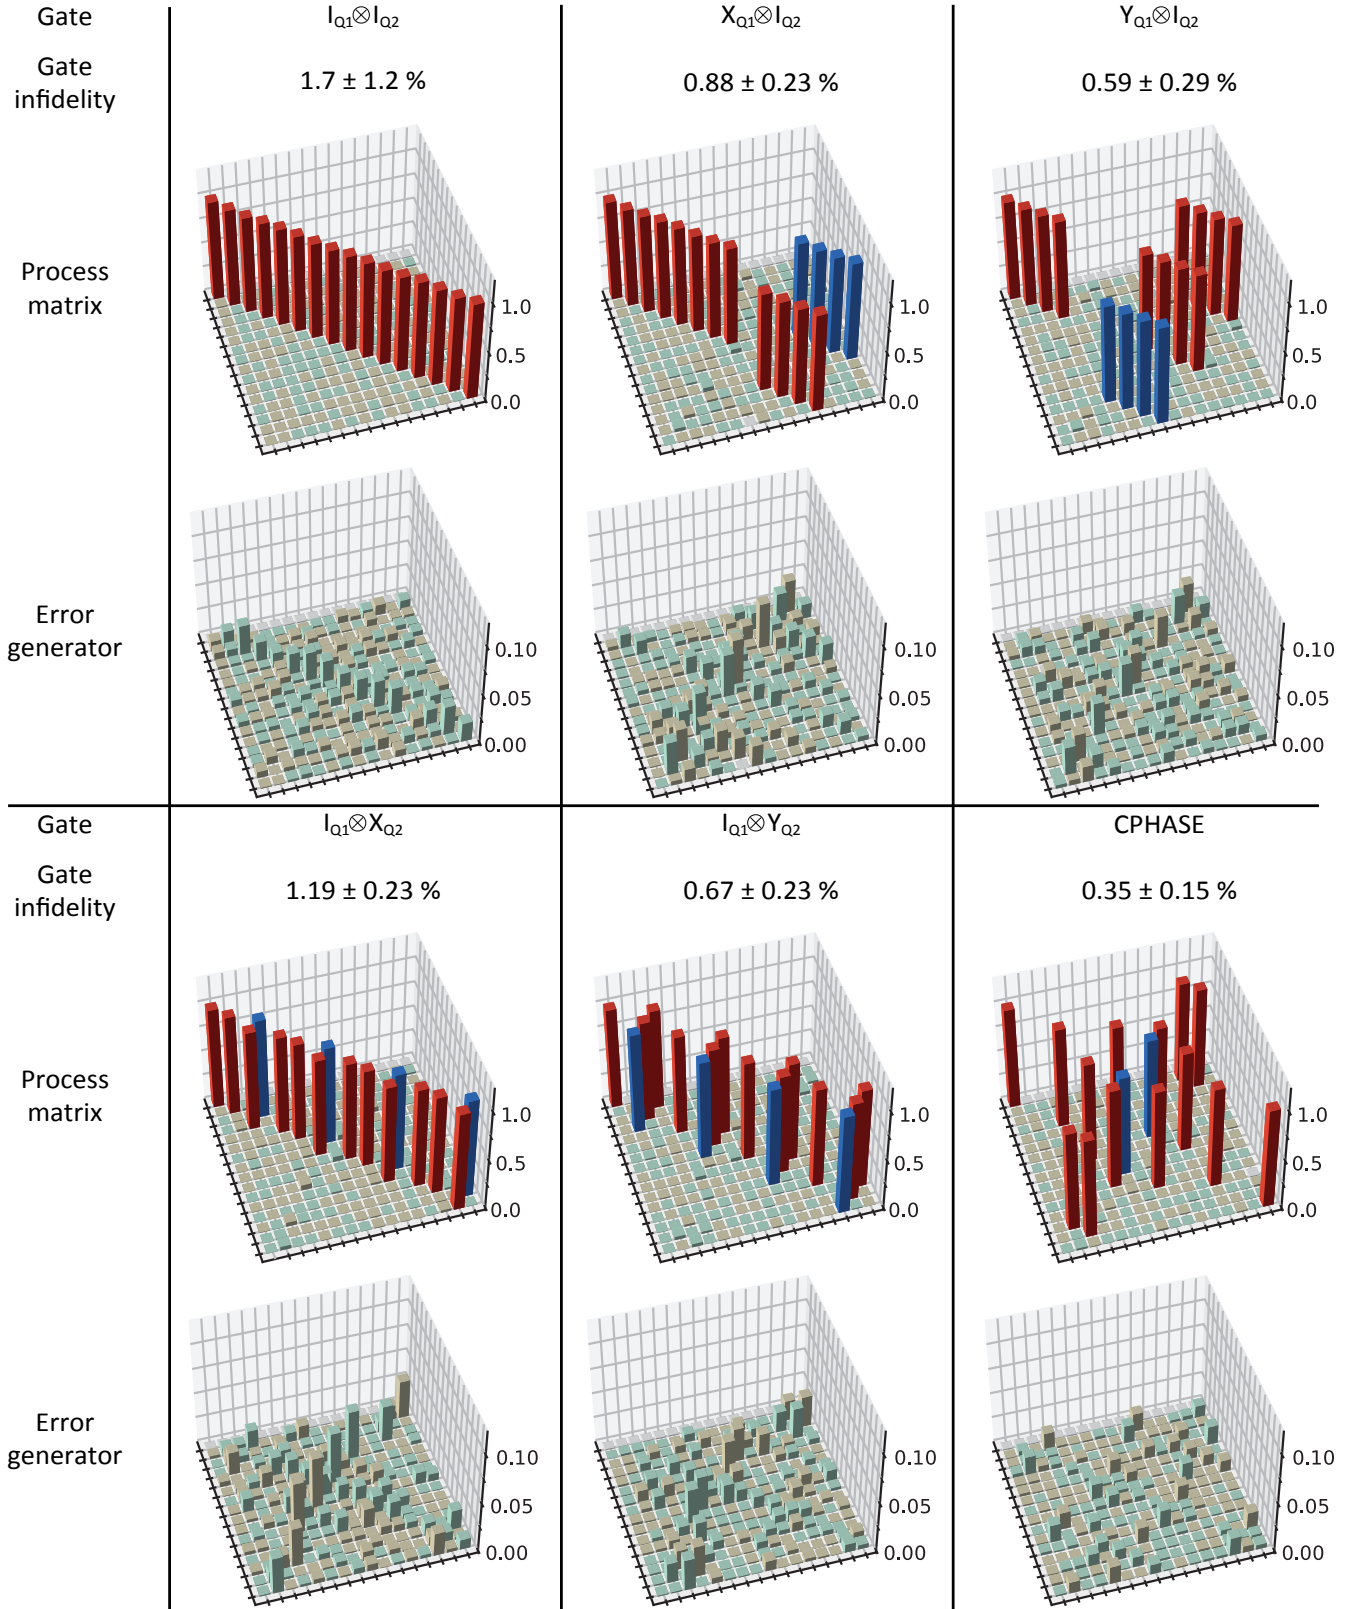 Gate I_Q1⊗I_Q2 X_Q1⊗I_Q2 Y_Q1⊗I_Q2
Gate
infidelity 1.7 ± 1.2 % 0.88 ± 0.23 % 0.59 ± 0.29 %
Process
matrix
1.0 1.0 1.0
0.5 0.5 0.5
0.0 0.0 0.0
Error
generator
0.10 0.10 0.10
0.05 0.05 0.05
0.00 0.00 0.00
Gate I_Q1⊗X_Q2 I_Q1⊗Y_Q2 CPHASE
Gate
infidelity 1.19 ± 0.23 % 0.67 ± 0.23 % 0.35 ± 0.15 %
Process
matrix
1.0 1.0 1.0
0.5 0.5 0.5
0.0 0.0 0.0
Error
generator
0.10 0.10 0.10
0.05 0.05 0.05
0.00 0.00 0.00